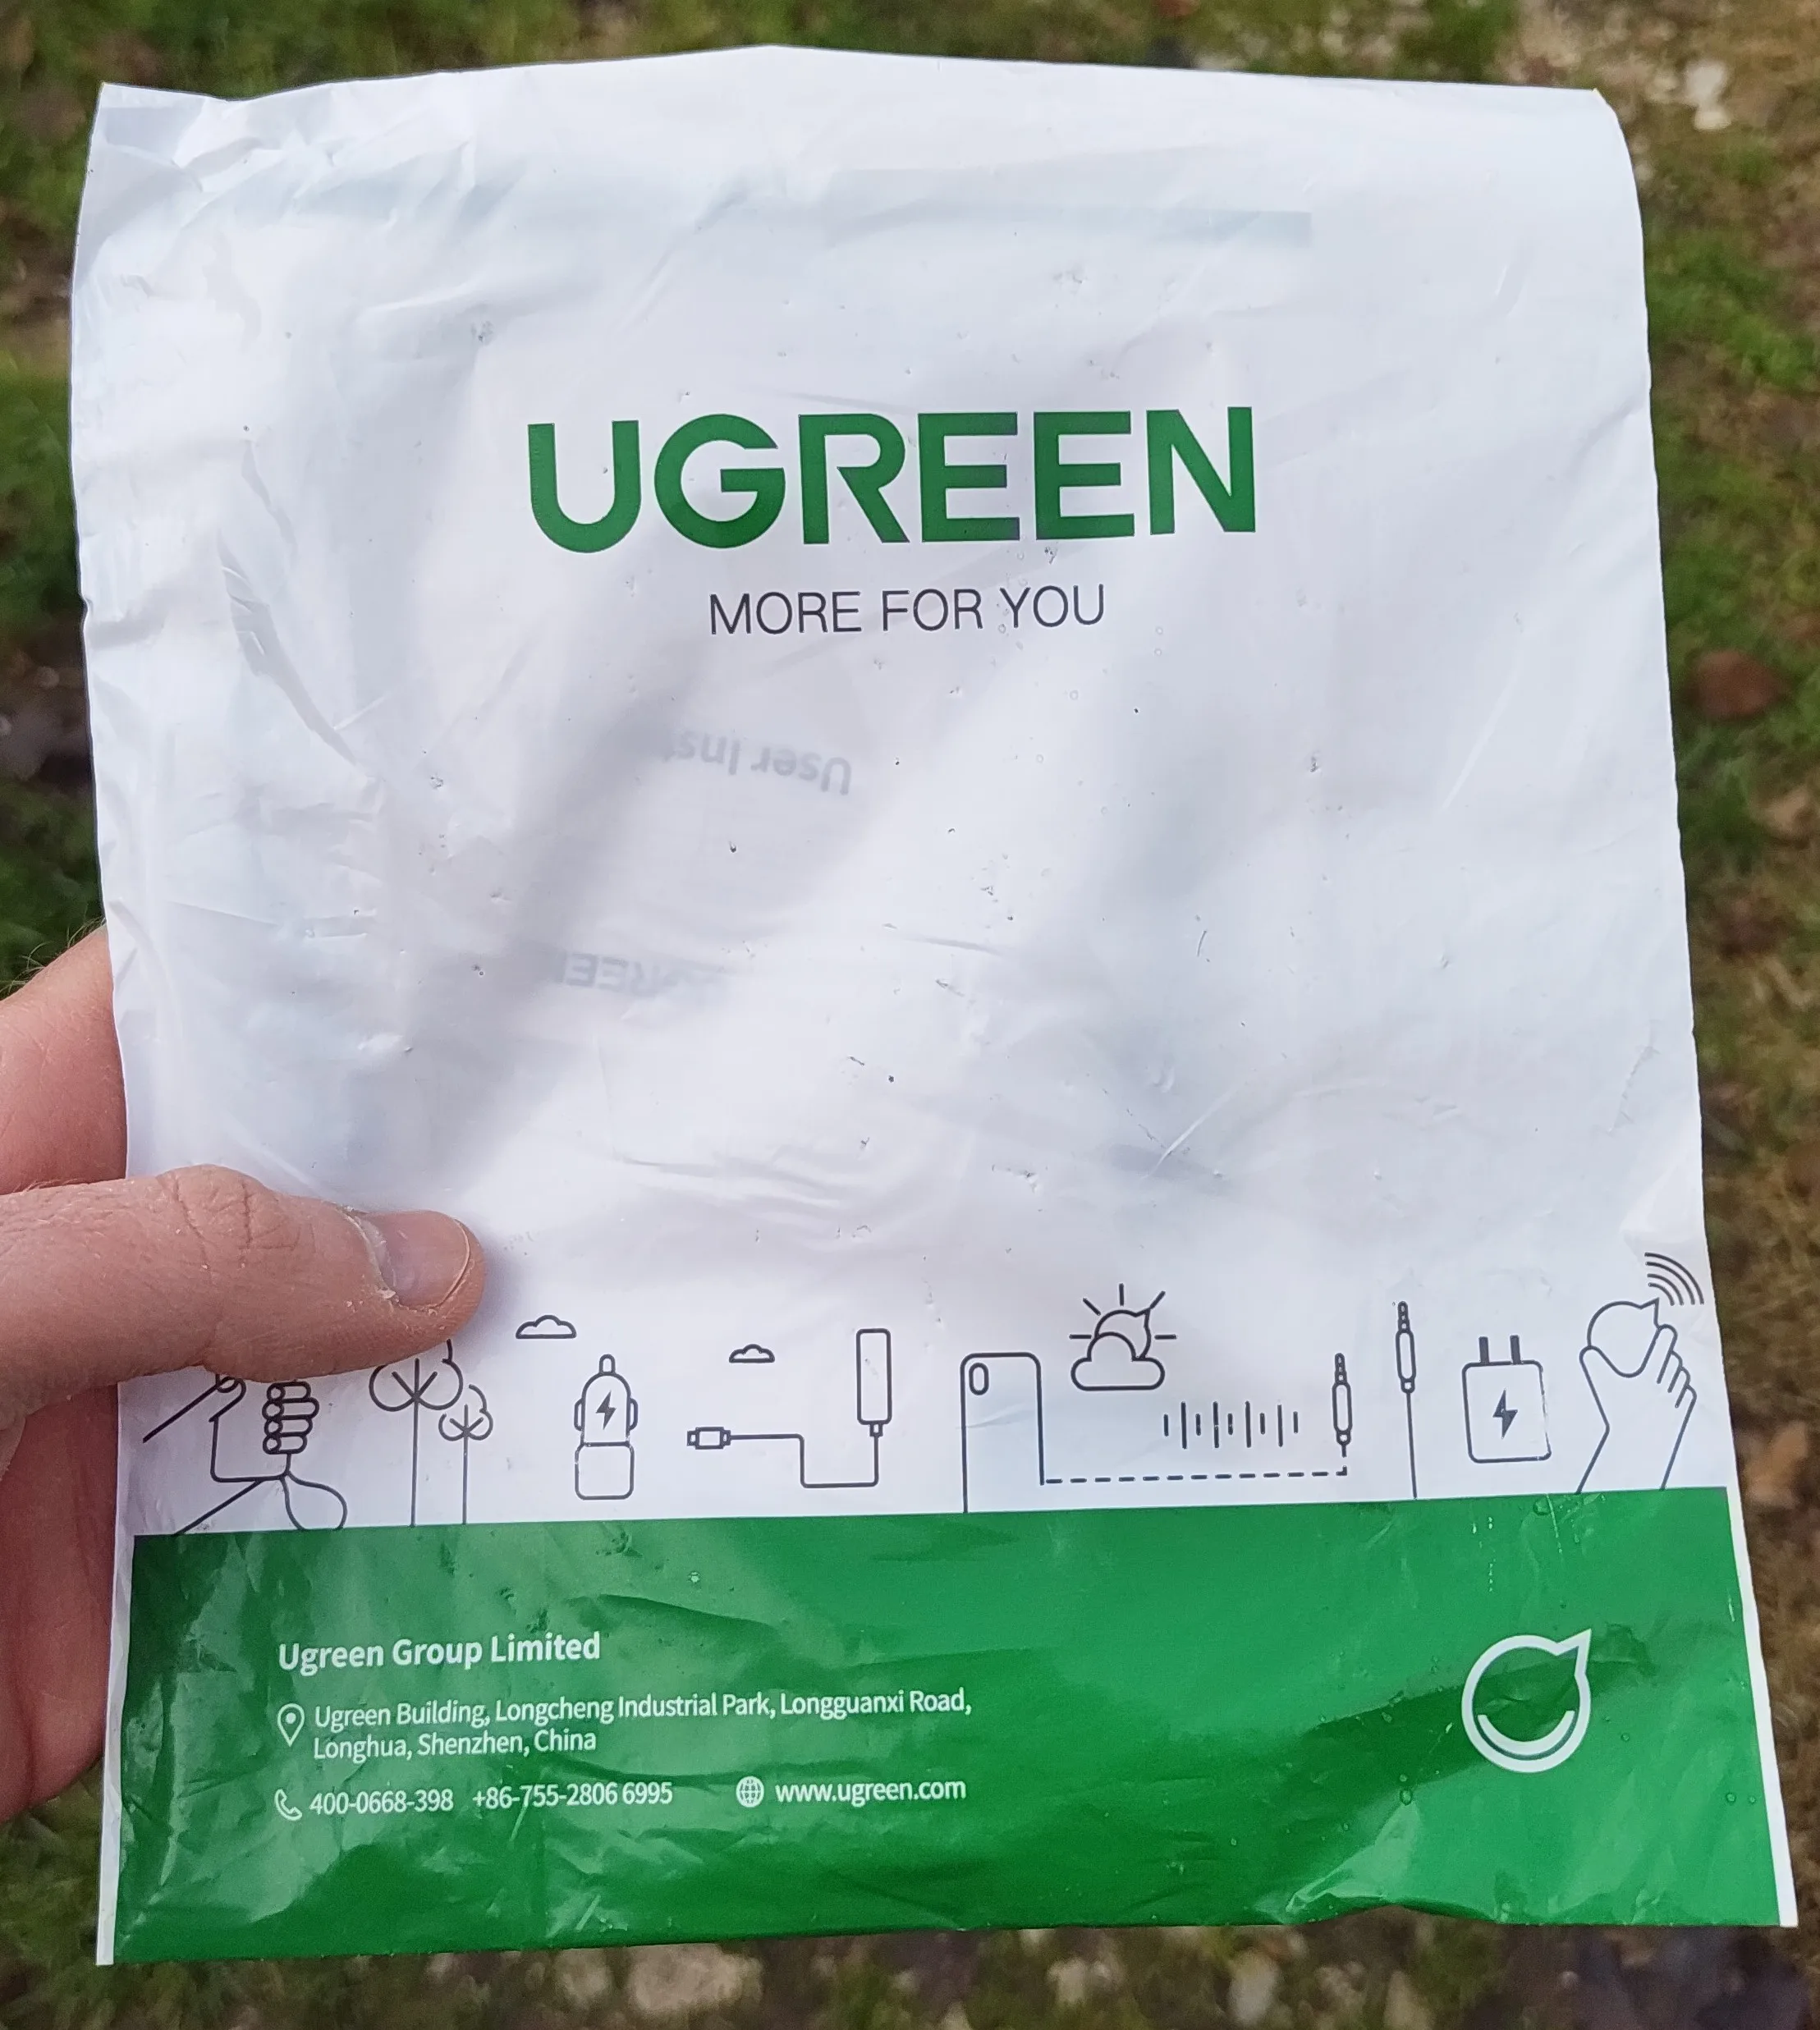 UGREEN
MORE FOR YOU
User Inst
REE
Ugreen Group Limited
Ugreen Building, Longcheng Industrial Park, Longguanxi Road,
Longhua, Shenzhen, China
400-0668-398 +86-755-2806 6995 www.ugreen.com